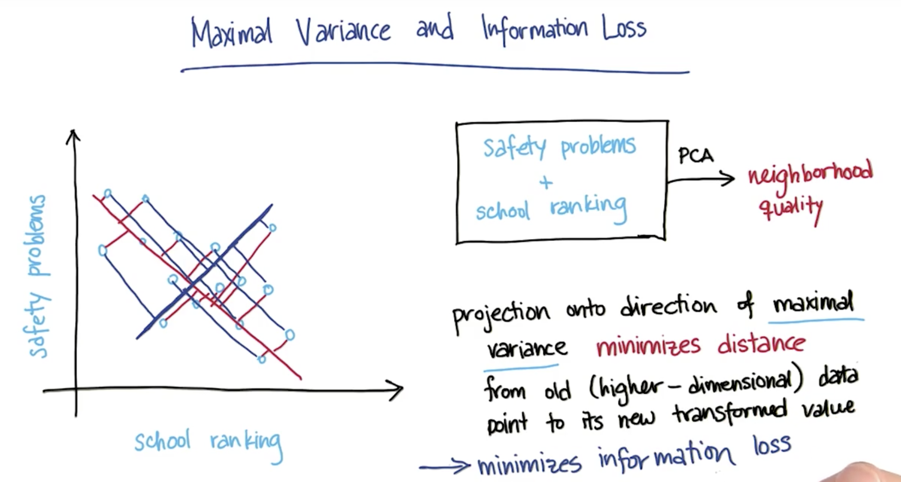 Maximal Variance and Information Loss
safety problems
school ranking
safety problems
+
school ranking
PCA
neighborhood
quality
projection onto direction of maximal
variance minimizes distance
from old (higher-dimensional) data
point to its new transformed value
→ minimizes information loss